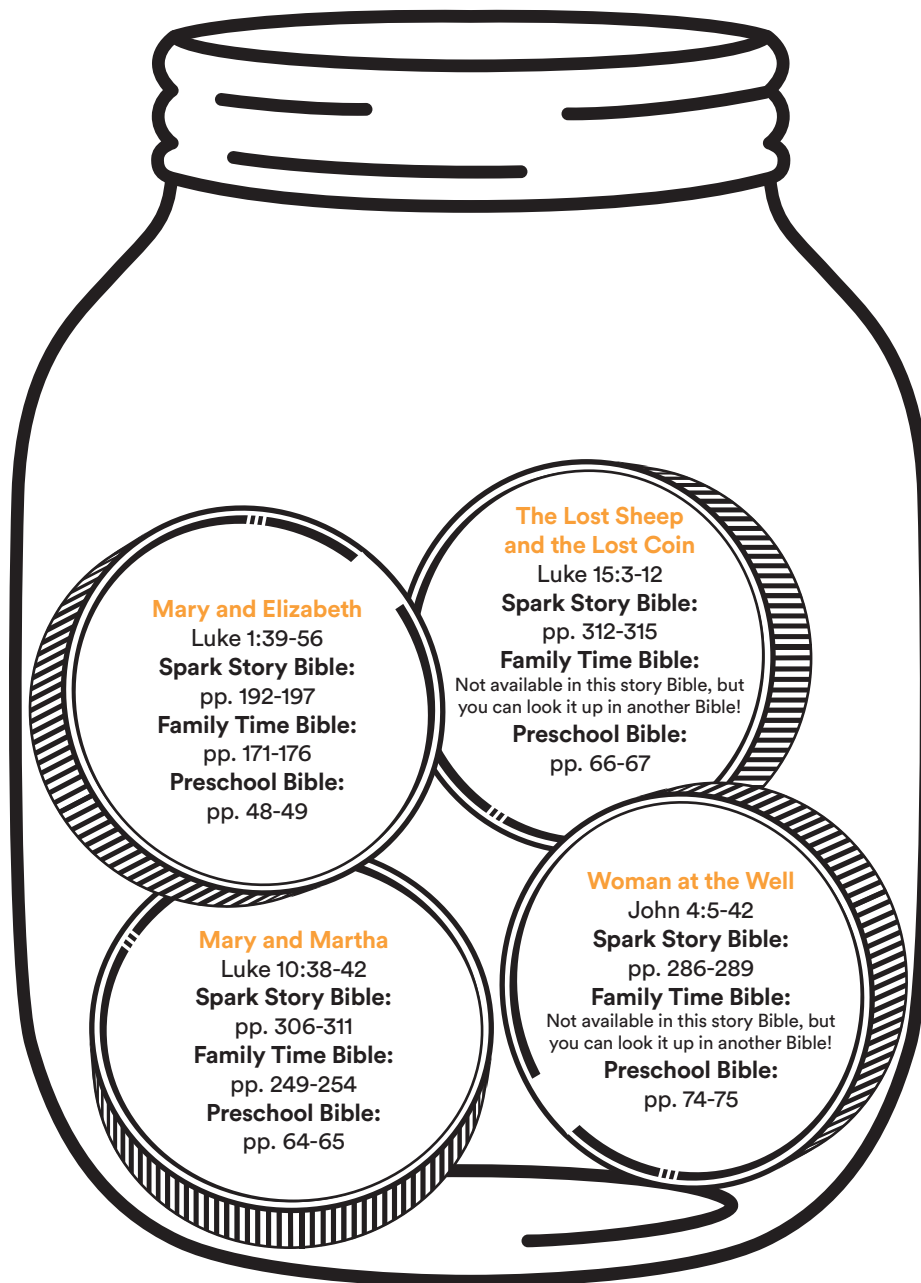 The Lost Sheep
and the Lost Coin
Luke 15:3-12
Spark Story Bible:
pp. 312-315
Family Time Bible:
Not available in this story Bible, but
you can look it up in another Bible!
Preschool Bible:
pp. 66-67
Mary and Elizabeth
Luke 1:39-56
Spark Story Bible:
pp. 192-197
Family Time Bible:
pp. 171-176
Preschool Bible:
pp. 48-49
Woman at the Well
John 4:5-42
Spark Story Bible:
pp. 286-289
Family Time Bible:
Not available in this story Bible, but
you can look it up in another Bible!
Preschool Bible:
pp. 74-75
Mary and Martha
Luke 10:38-42
Spark Story Bible:
pp. 306-311
Family Time Bible:
pp. 249-254
Preschool Bible:
pp. 64-65